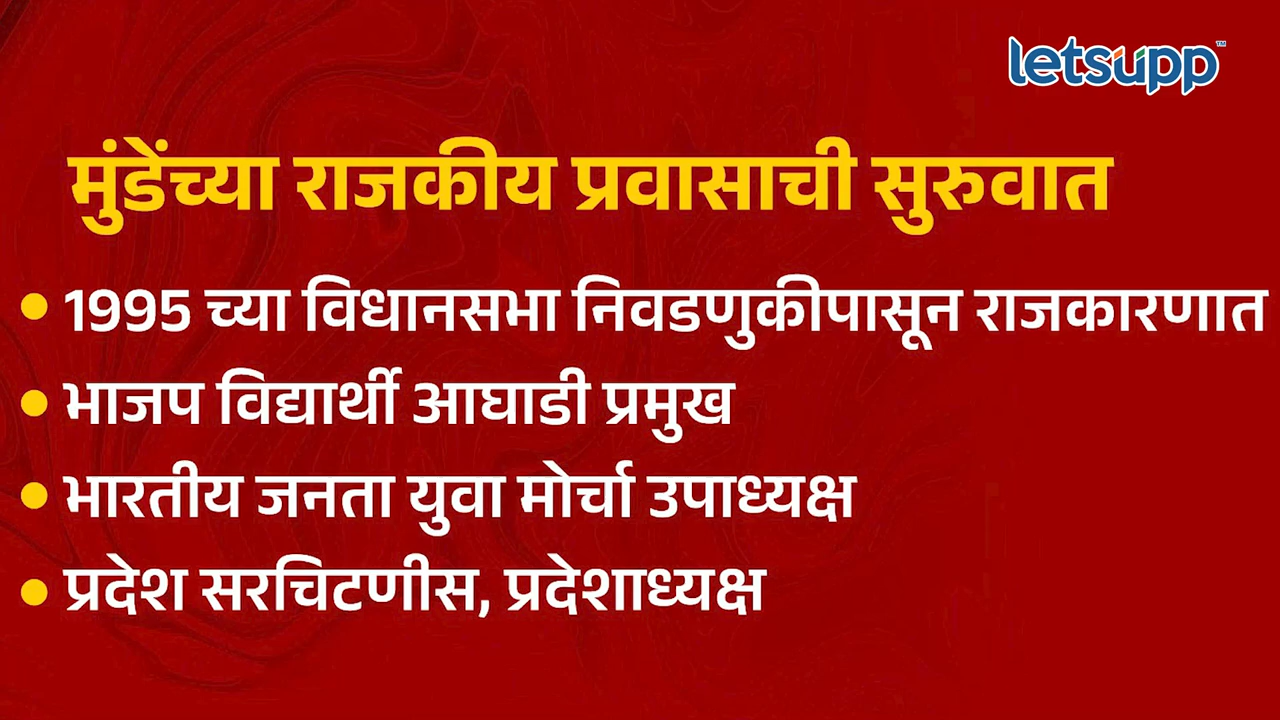 letsupp™
मुंडेंच्या राजकीय प्रवासाची सुरुवात
• 1995 च्या विधानसभा निवडणुकीपासून राजकारणात
• भाजप विद्यार्थी आघाडी प्रमुख
• भारतीय जनता युवा मोर्चा उपाध्यक्ष
• प्रदेश सरचिटणीस, प्रदेशाध्यक्ष